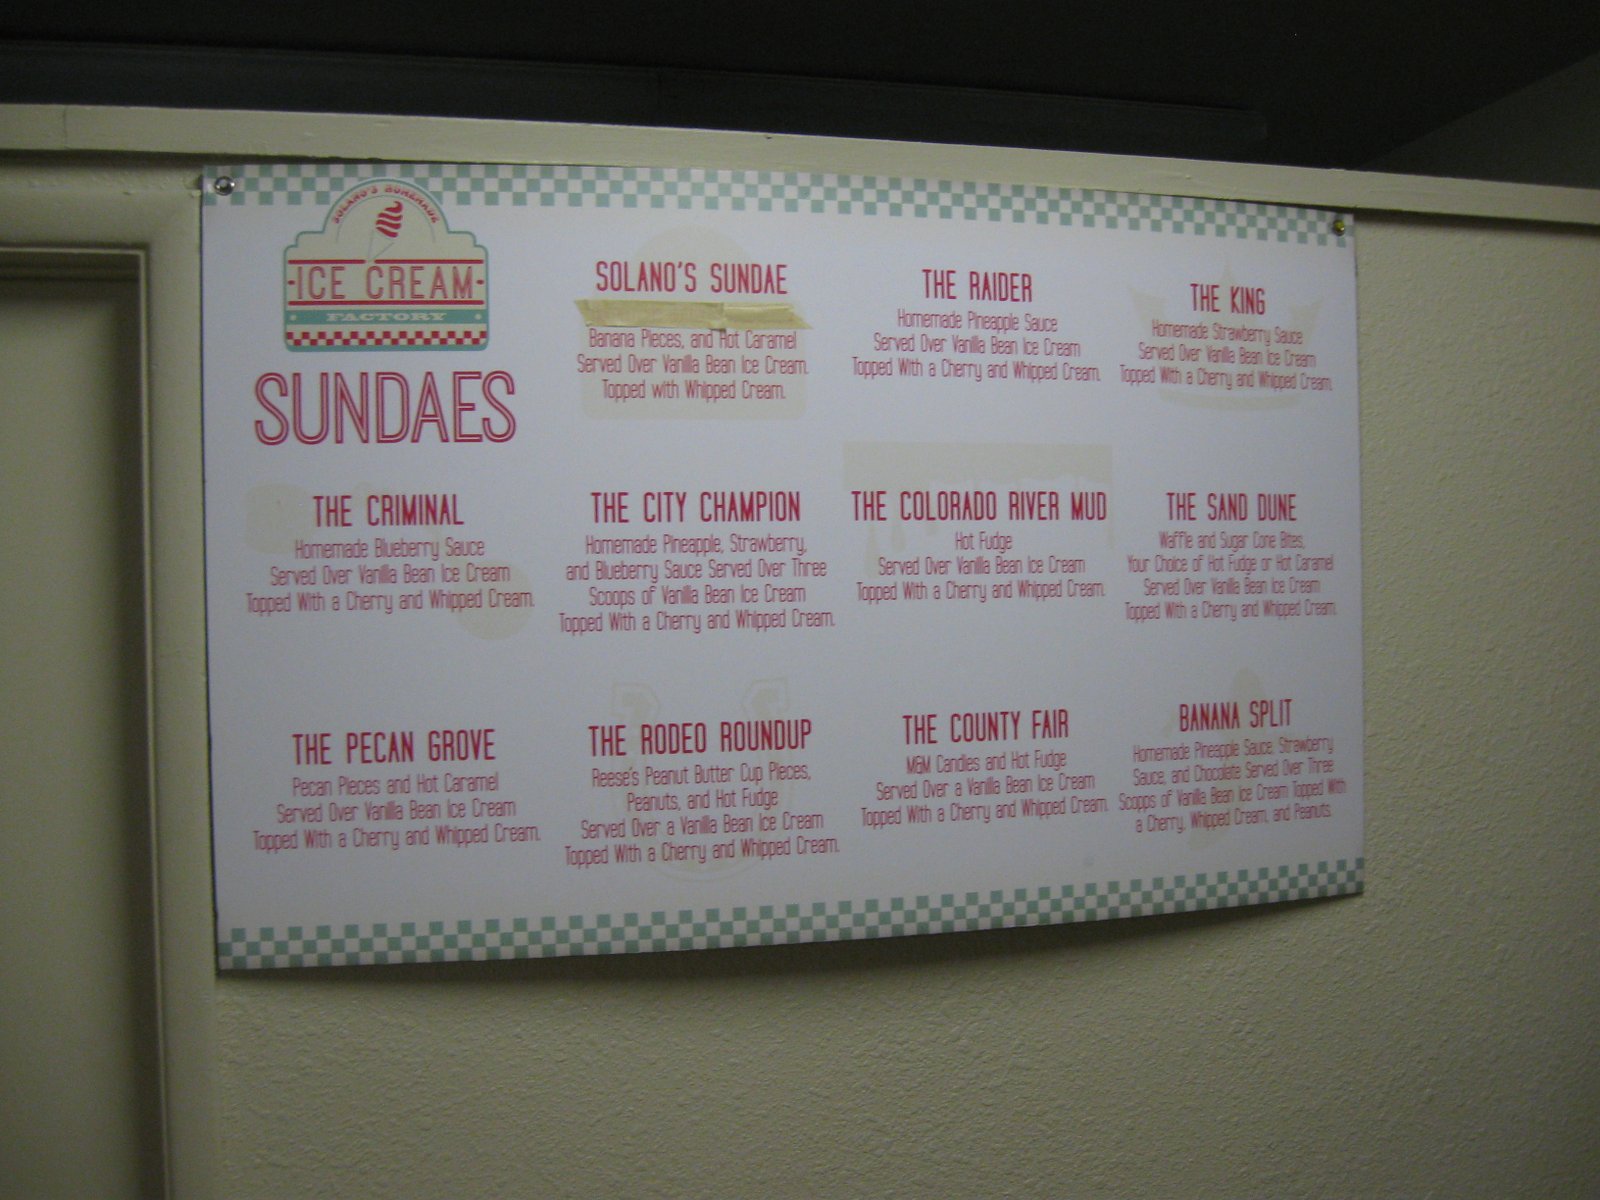 SOLANO'S HOMEMADE
ICE CREAM
FACTORY
SUNDAES
SOLANO'S SUNDAE
Banana Pieces, and Hot Caramel
Served Over Vanilla Bean Ice Cream
Topped with Whipped Cream.
THE RAIDER
Homemade Pineapple Sauce
Served Over Vanilla Bean Ice Cream
Topped With a Cherry and Whipped Cream.
THE KING
Homemade Strawberry Sauce
Served Over Vanilla Bean Ice Cream
Topped With a Cherry and Whipped Cream.
THE CRIMINAL
Homemade Blueberry Sauce
Served Over Vanilla Bean Ice Cream
Topped With a Cherry and Whipped Cream.
THE CITY CHAMPION
Homemade Pineapple, Strawberry,
and Blueberry Sauce Served Over Three
Scoops of Vanilla Bean Ice Cream
Topped With a Cherry and Whipped Cream.
THE COLORADO RIVER MUD
Hot Fudge
Served Over Vanilla Bean Ice Cream
Topped With a Cherry and Whipped Cream.
THE SAND DUNE
Waffle and Sugar Cone Bites,
Your Choice of Hot Fudge or Hot Caramel
Served Over Vanilla Bean Ice Cream
Topped With a Cherry and Whipped Cream.
THE PECAN GROVE
Pecan Pieces and Hot Caramel
Served Over Vanilla Bean Ice Cream
Topped With a Cherry and Whipped Cream.
THE RODEO ROUNDUP
Reese's Peanut Butter Cup Pieces,
Peanuts, and Hot Fudge
Served Over a Vanilla Bean Ice Cream
Topped With a Cherry and Whipped Cream.
THE COUNTY FAIR
M&M Candies and Hot Fudge
Served Over a Vanilla Bean Ice Cream
Topped With a Cherry and Whipped Cream.
BANANA SPLIT
Homemade Pineapple Sauce, Strawberry
Sauce, and Chocolate Served Over Three
Scoops of Vanilla Bean Ice Cream Topped With
a Cherry, Whipped Cream, and Peanuts.